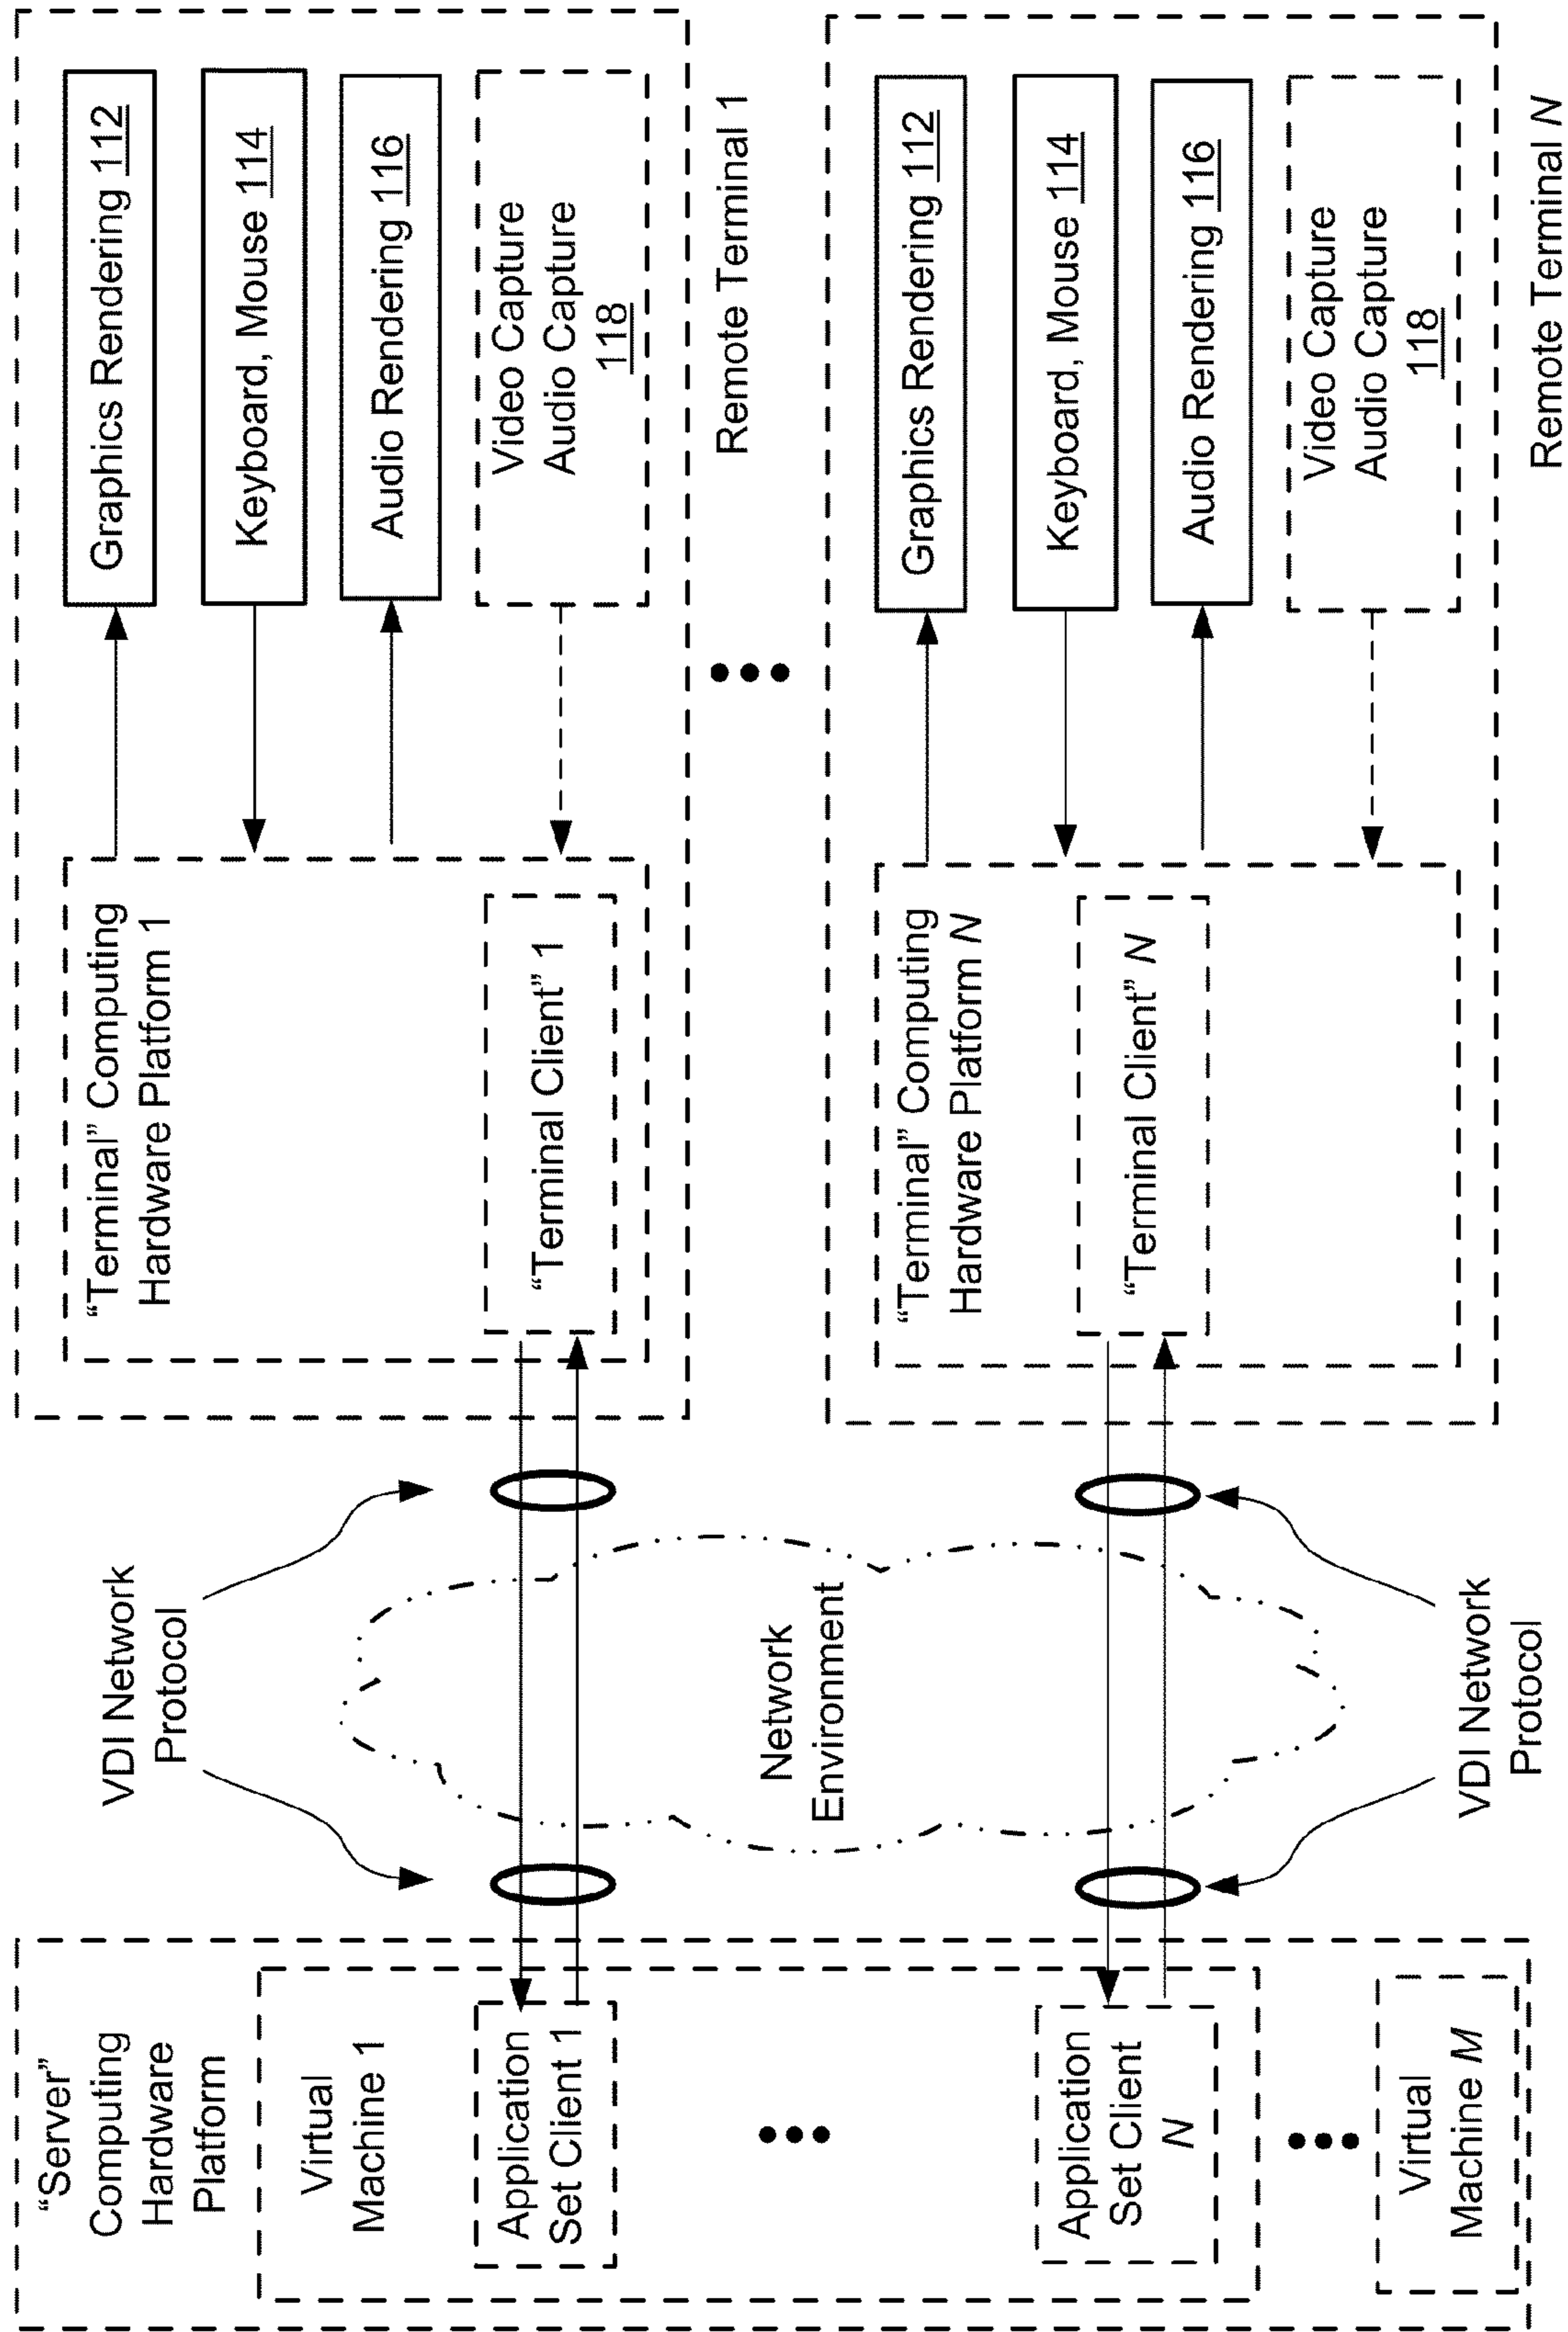 “Server”
Computing
Hardware
Platform
Virtual
Machine 1
Application
Set Client 1
Application
Set Client
N
Virtual
Machine M
VDI Network
Protocol
Network
Environment
VDI Network
Protocol
“Terminal” Computing
Hardware Platform 1
“Terminal Client” 1
Graphics Rendering 112
Keyboard, Mouse 114
Audio Rendering 116
Video Capture
Audio Capture
118
Remote Terminal 1
“Terminal” Computing
Hardware Platform N
“Terminal Client” N
Graphics Rendering 112
Keyboard, Mouse 114
Audio Rendering 116
Video Capture
Audio Capture
118
Remote Terminal N